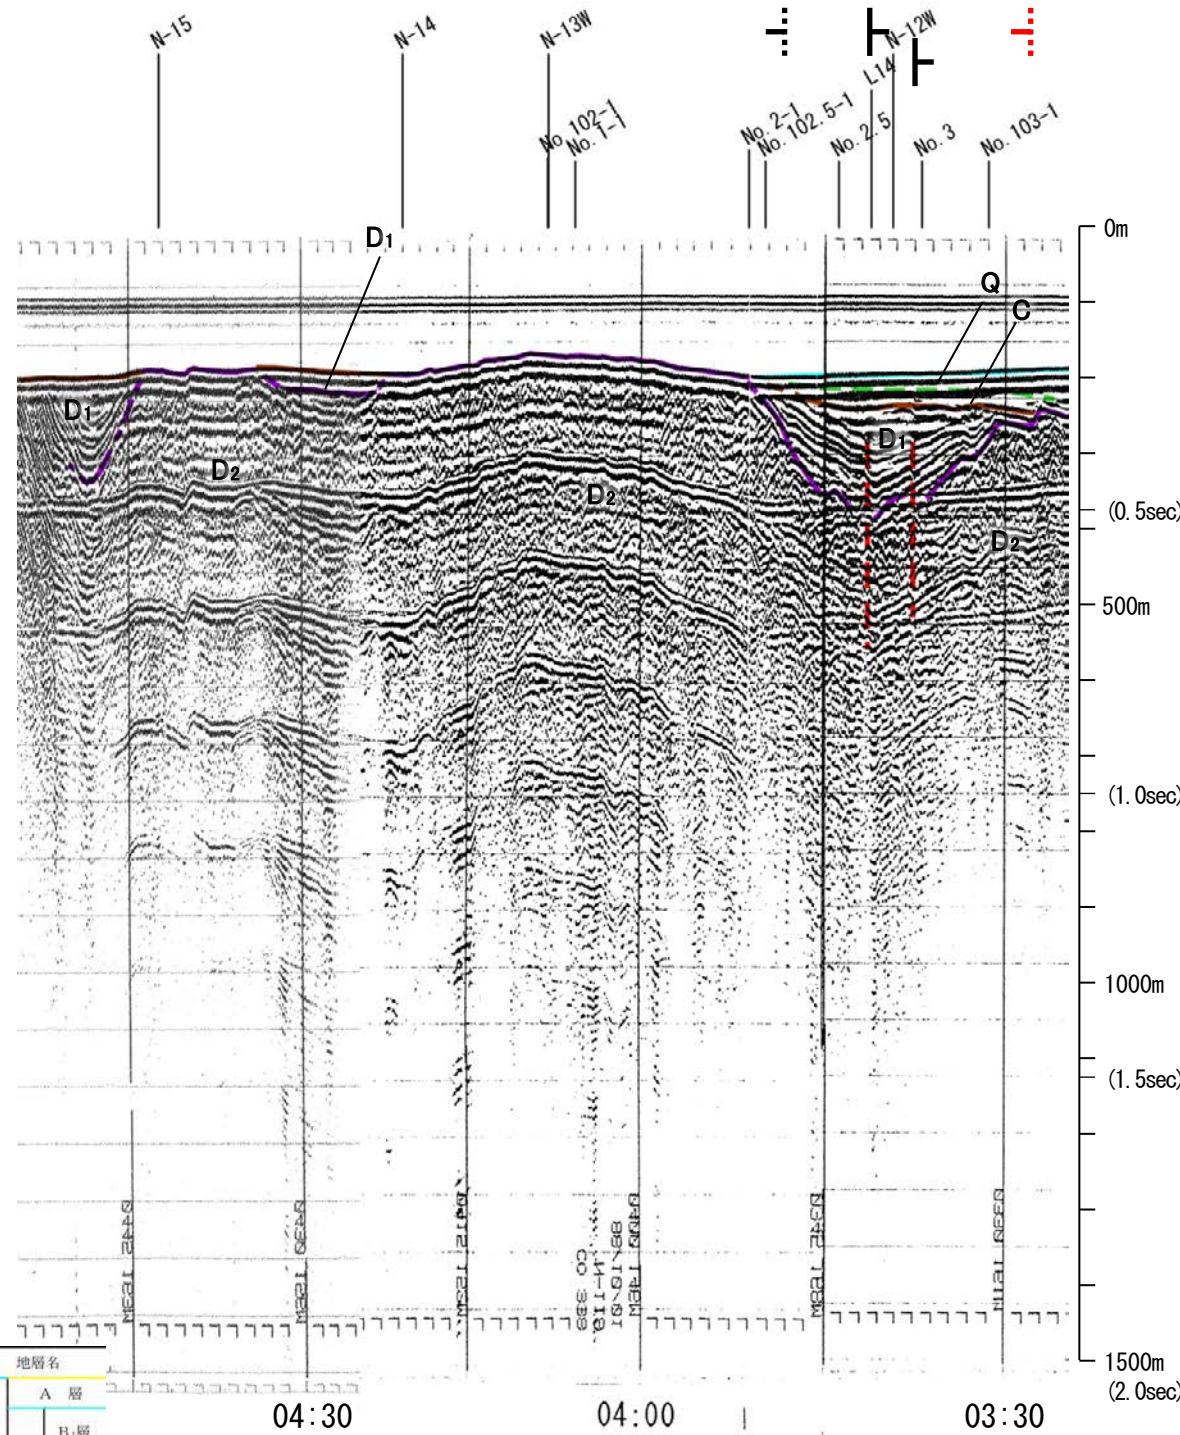 N-15
N-14
N-13W
N-12W
L14
No.102-1
No.1-1
No.2-1
No.102.5-1
No.2.5
No.3
No.103-1
0m
D1
Q
C
D1
D1
D2
D2
D2
(0.5sec)
500m
(1.0sec)
1000m
(1.5sec)
1500m
(2.0sec)
地層名
A 層
04:30
04:00
03:30